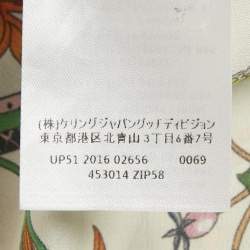 (株)ケリングジャパングッチディビジョン
東京都港区北青山3丁目6番7号
UP51 2016 02656 0069
453014 ZIP58